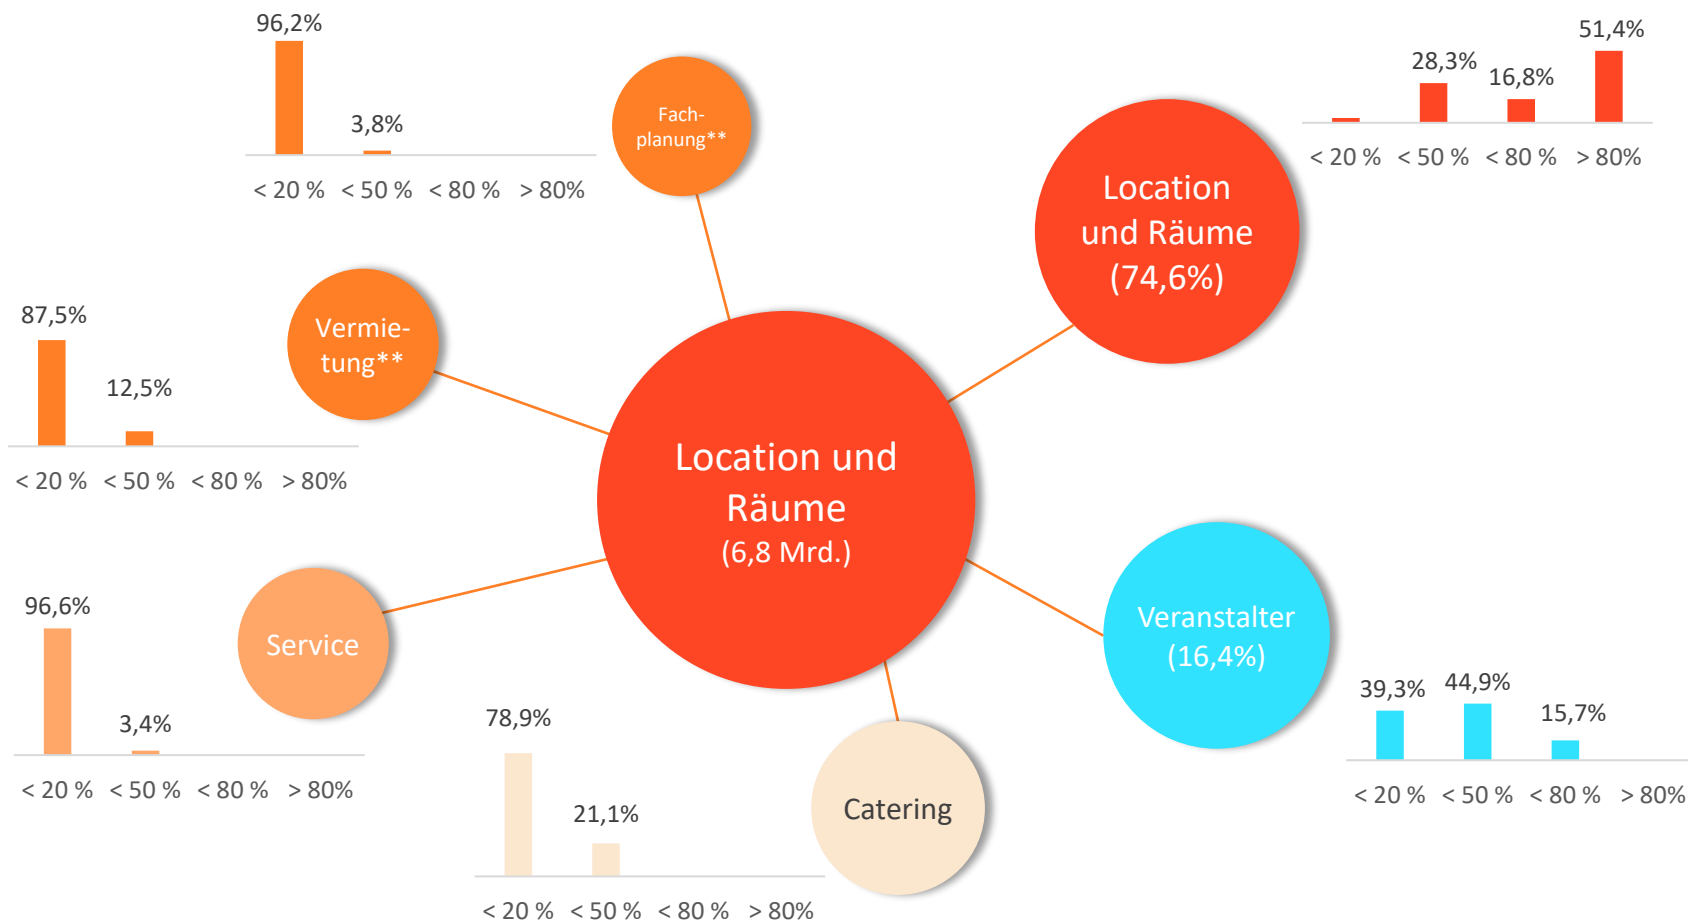 96,2%
3,8%
< 20 % < 50 % < 80 % > 80%
Fach-
planung**
51,4%
28,3%
16,8%
< 20 % < 50 % < 80 % > 80%
Location
und Räume
(74,6%)
87,5%
12,5%
< 20 % < 50 % < 80 % > 80%
Vermie-
tung**
Location und
Räume
(6,8 Mrd.)
96,6%
3,4%
< 20 % < 50 % < 80 % > 80%
Service
Veranstalter
(16,4%)
39,3%
44,9%
15,7%
< 20 % < 50 % < 80 % > 80%
78,9%
21,1%
< 20 % < 50 % < 80 % > 80%
Catering